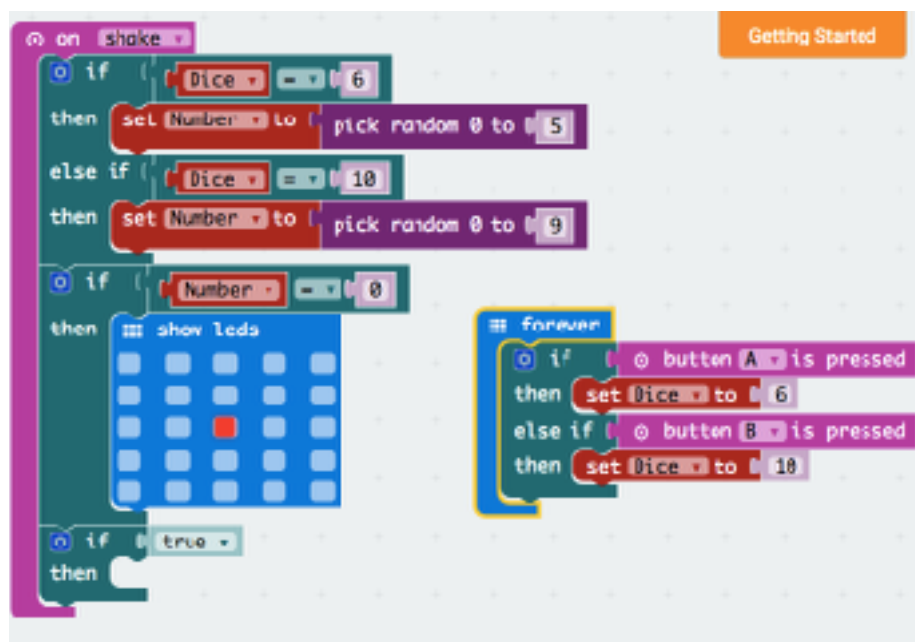 Getting Started
on shake
if Dice = 6
then set Number to pick random 0 to 5
else if Dice = 10
then set Number to pick random 0 to 9
if Number = 0
then show leds
if true
then
forever
if button A is pressed
then set Dice to 6
else if button B is pressed
then set Dice to 10